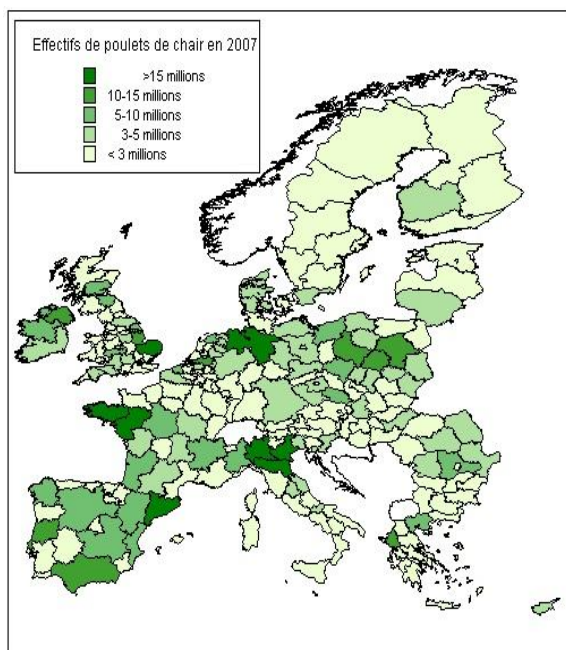 Effectifs de poulets de chair en 2007
>15 millions
10-15 millions
5-10 millions
3-5 millions
< 3 millions